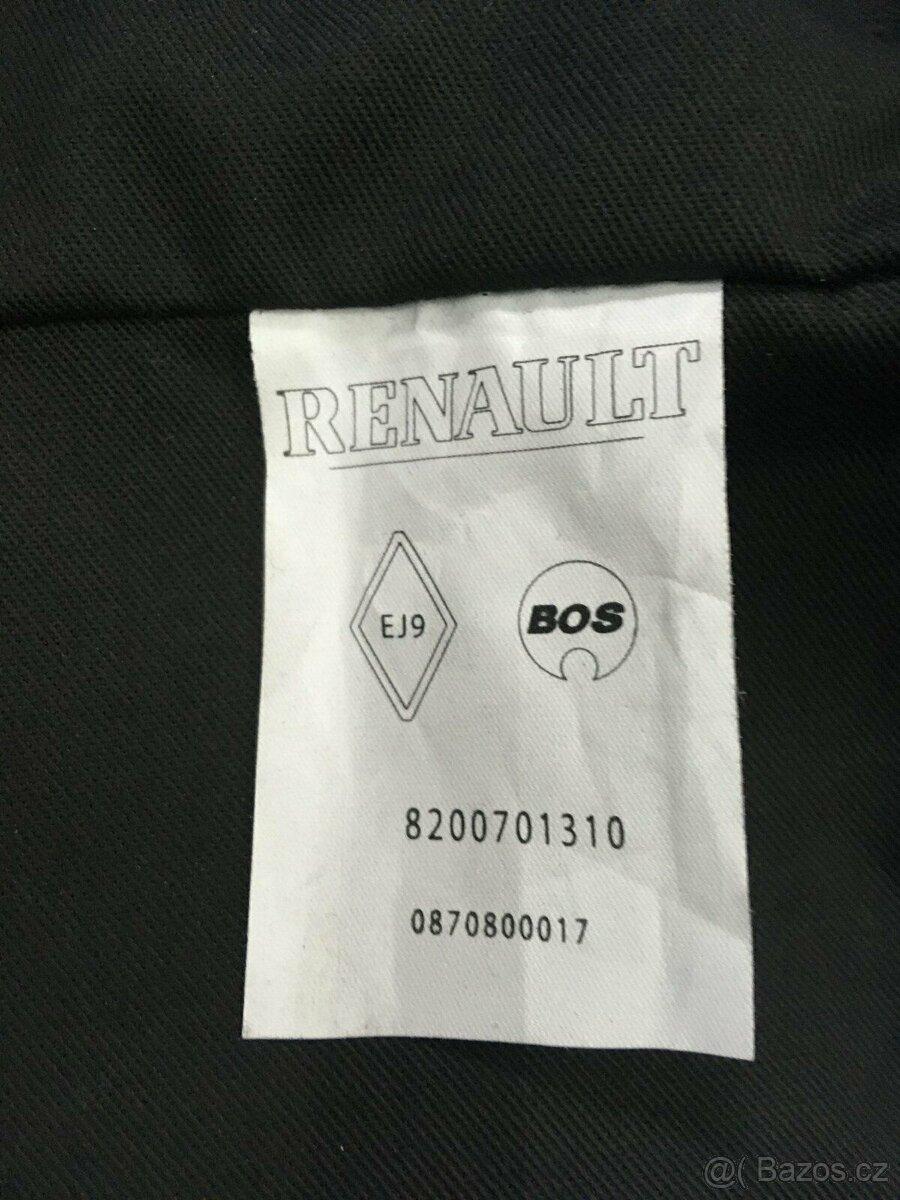 RENAULT
EJ9 BOS
8200701310
0870800017
@( Bazos.cz